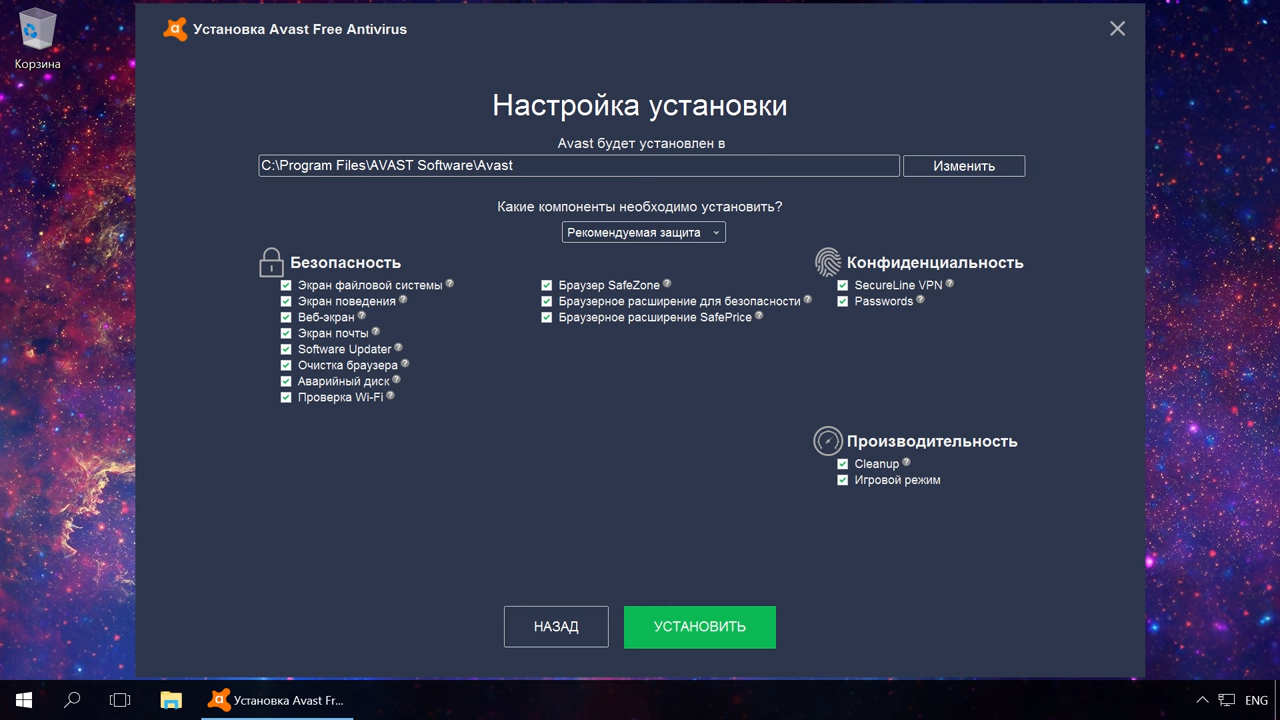 Корзина
Установка Avast Free Antivirus
Настройка установки
Avast будет установлен в
C:\Program Files\AVAST Software\Avast
Изменить
Какие компоненты необходимо установить?
Рекомендуемая защита
Безопасность
Экран файловой системы ?
Экран поведения ?
Веб-экран ?
Экран почты ?
Software Updater ?
Очистка браузера ?
Аварийный диск ?
Проверка Wi-Fi ?
Браузер SafeZone ?
Браузерное расширение для безопасности ?
Браузерное расширение SafePrice ?
Конфиденциальность
SecureLine VPN ?
Passwords ?
Производительность
Cleanup ?
Игровой режим
НАЗАД
УСТАНОВИТЬ
Установка Avast Fr...
ENG